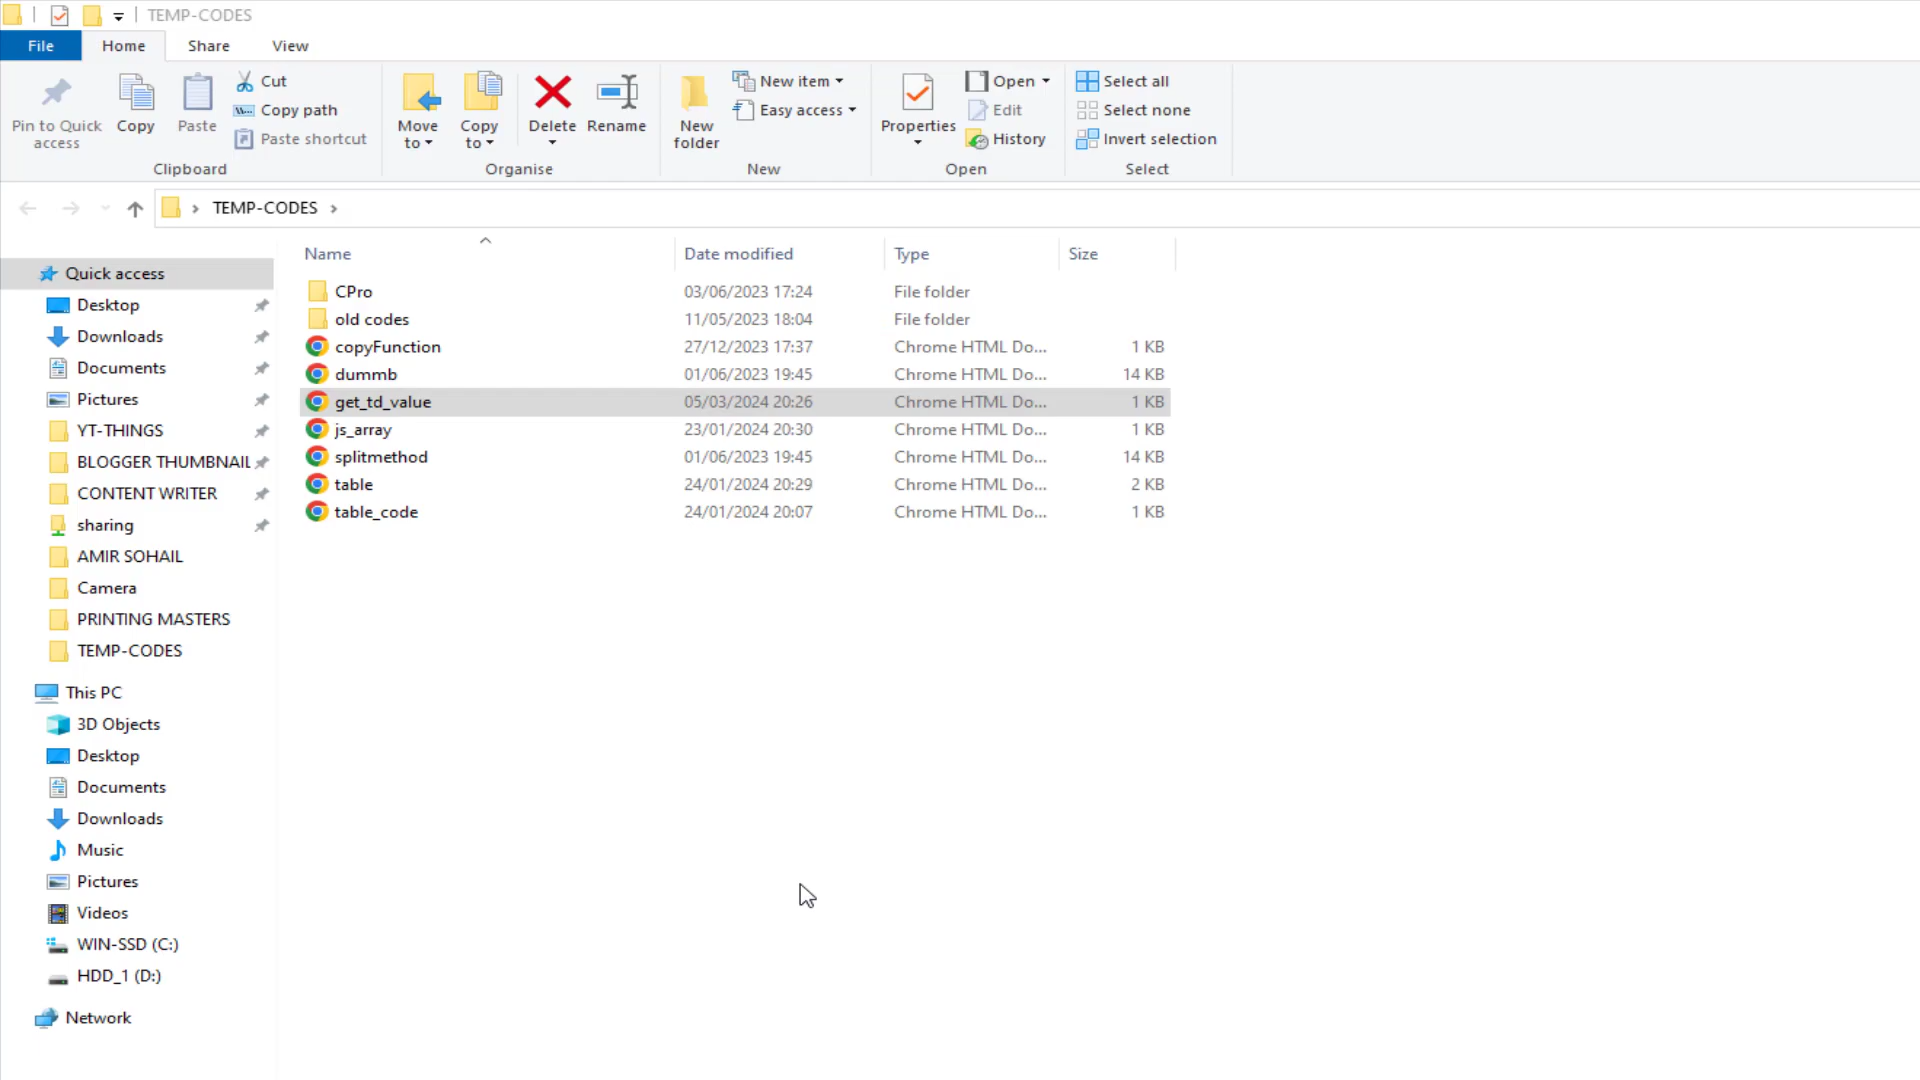 TEMP-CODES
File Home Share View
Pin to Quick access
Copy
Paste
Cut
Copy path
Paste shortcut
Clipboard
Move to
Copy to
Delete
Rename
Organise
New folder
New item
Easy access
New
Properties
Open
Edit
History
Open
Select all
Select none
Invert selection
Select
TEMP-CODES
Name Date modified Type Size
CPro 03/06/2023 17:24 File folder
old codes 11/05/2023 18:04 File folder
copyFunction 27/12/2023 17:37 Chrome HTML Do... 1 KB
dummb 01/06/2023 19:45 Chrome HTML Do... 14 KB
get_td_value 05/03/2024 20:26 Chrome HTML Do... 1 KB
js_array 23/01/2024 20:30 Chrome HTML Do... 1 KB
splitmethod 01/06/2023 19:45 Chrome HTML Do... 14 KB
table 24/01/2024 20:29 Chrome HTML Do... 2 KB
table_code 24/01/2024 20:07 Chrome HTML Do... 1 KB
Quick access
Desktop
Downloads
Documents
Pictures
YT-THINGS
BLOGGER THUMBNAIL
CONTENT WRITER
sharing
AMIR SOHAIL
Camera
PRINTING MASTERS
TEMP-CODES
This PC
3D Objects
Desktop
Documents
Downloads
Music
Pictures
Videos
WIN-SSD (C:)
HDD_1 (D:)
Network